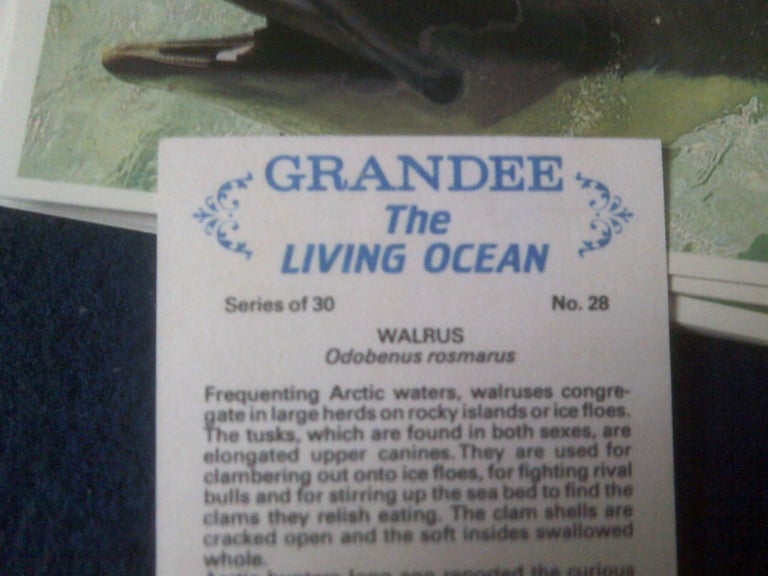 GRANDEE
The
LIVING OCEAN
Series of 30 No. 28
WALRUS
Odobenus rosmarus
Frequenting Arctic waters, walruses congre-
gate in large herds on rocky islands or ice floes.
The tusks, which are found in both sexes, are
elongated upper canines. They are used for
clambering out onto ice floes, for fighting rival
bulls and for stirring up the sea bed to find the
clams they relish eating. The clam shells are
cracked open and the soft insides swallowed
whole.
Arctic hunters long ago reported the curious